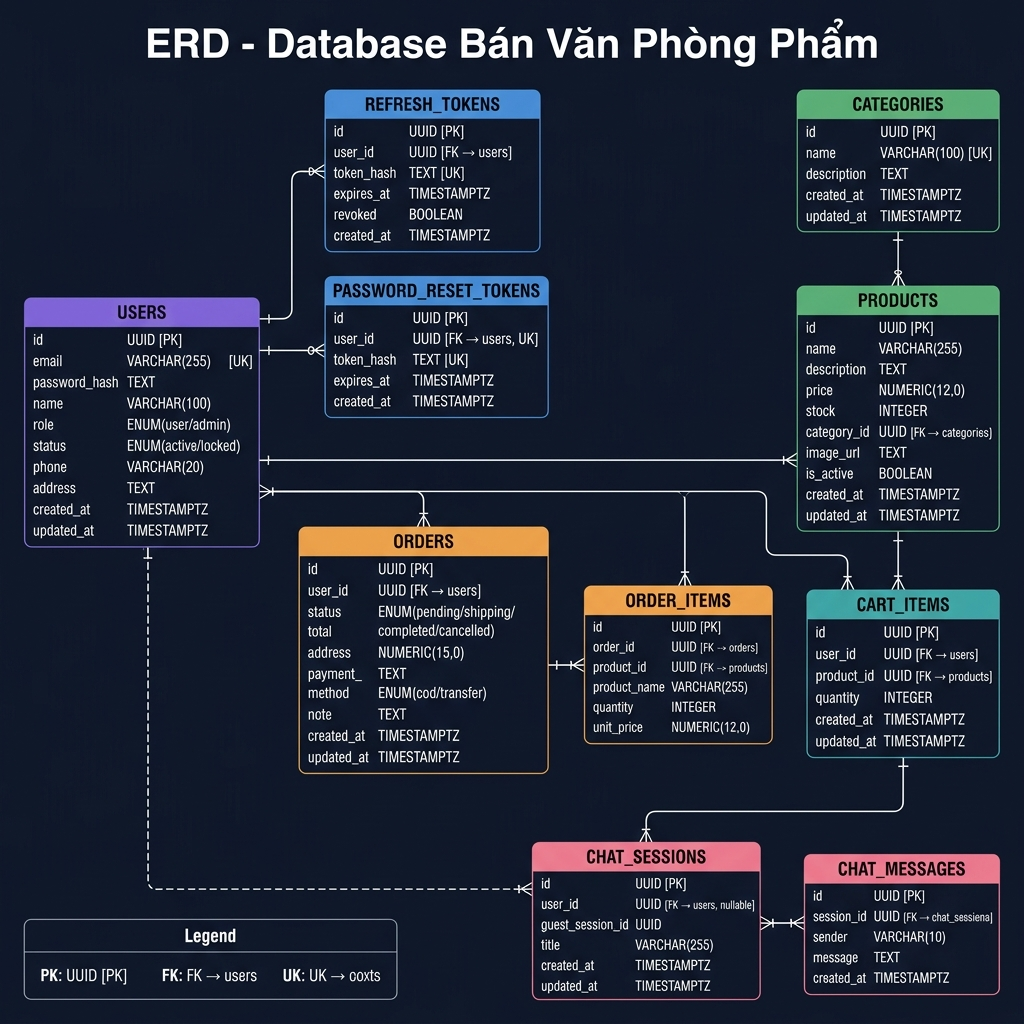 ERD - Database Bán Văn Phòng Phẩm
REFRESH_TOKENS
id UUID [PK]
user_id UUID [FK → users]
token_hash TEXT [UK]
expires_at TIMESTAMPTZ
revoked BOOLEAN
created_at TIMESTAMPTZ
CATEGORIES
id UUID [PK]
name VARCHAR(100) [UK]
description TEXT
created_at TIMESTAMPTZ
updated_at TIMESTAMPTZ
PASSWORD_RESET_TOKENS
id UUID [PK]
user_id UUID [FK → users, UK]
token_hash TEXT [UK]
expires_at TIMESTAMPTZ
created_at TIMESTAMPTZ
USERS
id UUID [PK]
email VARCHAR(255) [UK]
password_hash TEXT
name VARCHAR(100)
role ENUM(user/admin)
status ENUM(active/locked)
phone VARCHAR(20)
address TEXT
created_at TIMESTAMPTZ
updated_at TIMESTAMPTZ
PRODUCTS
id UUID [PK]
name VARCHAR(255)
description TEXT
price NUMERIC(12,0)
stock INTEGER
category_id UUID [FK → categories]
image_url TEXT
is_active BOOLEAN
created_at TIMESTAMPTZ
updated_at TIMESTAMPTZ
ORDERS
id UUID [PK]
user_id UUID [FK → users]
status ENUM(pending/shipping/
total completed/cancelled)
address NUMERIC(15,0)
payment_ TEXT
method ENUM(cod/transfer)
note TEXT
created_at TIMESTAMPTZ
updated_at TIMESTAMPTZ
ORDER_ITEMS
id UUID [PK]
order_id UUID [FK → orders]
product_id UUID [FK → products]
product_name VARCHAR(255)
quantity INTEGER
unit_price NUMERIC(12,0)
CART_ITEMS
id UUID [PK]
user_id UUID [FK → users]
product_id UUID [FK → products]
quantity INTEGER
created_at TIMESTAMPTZ
updated_at TIMESTAMPTZ
CHAT_SESSIONS
id UUID [PK]
user_id UUID [FK → users, nullable]
guest_session_id UUID
title VARCHAR(255)
created_at TIMESTAMPTZ
updated_at TIMESTAMPTZ
CHAT_MESSAGES
id UUID [PK]
session_id UUID [FK → chat_sessiena]
sender VARCHAR(10)
message TEXT
created_at TIMESTAMPTZ
Legend
PK: UUID [PK] FK: FK → users UK: UK → ooxts